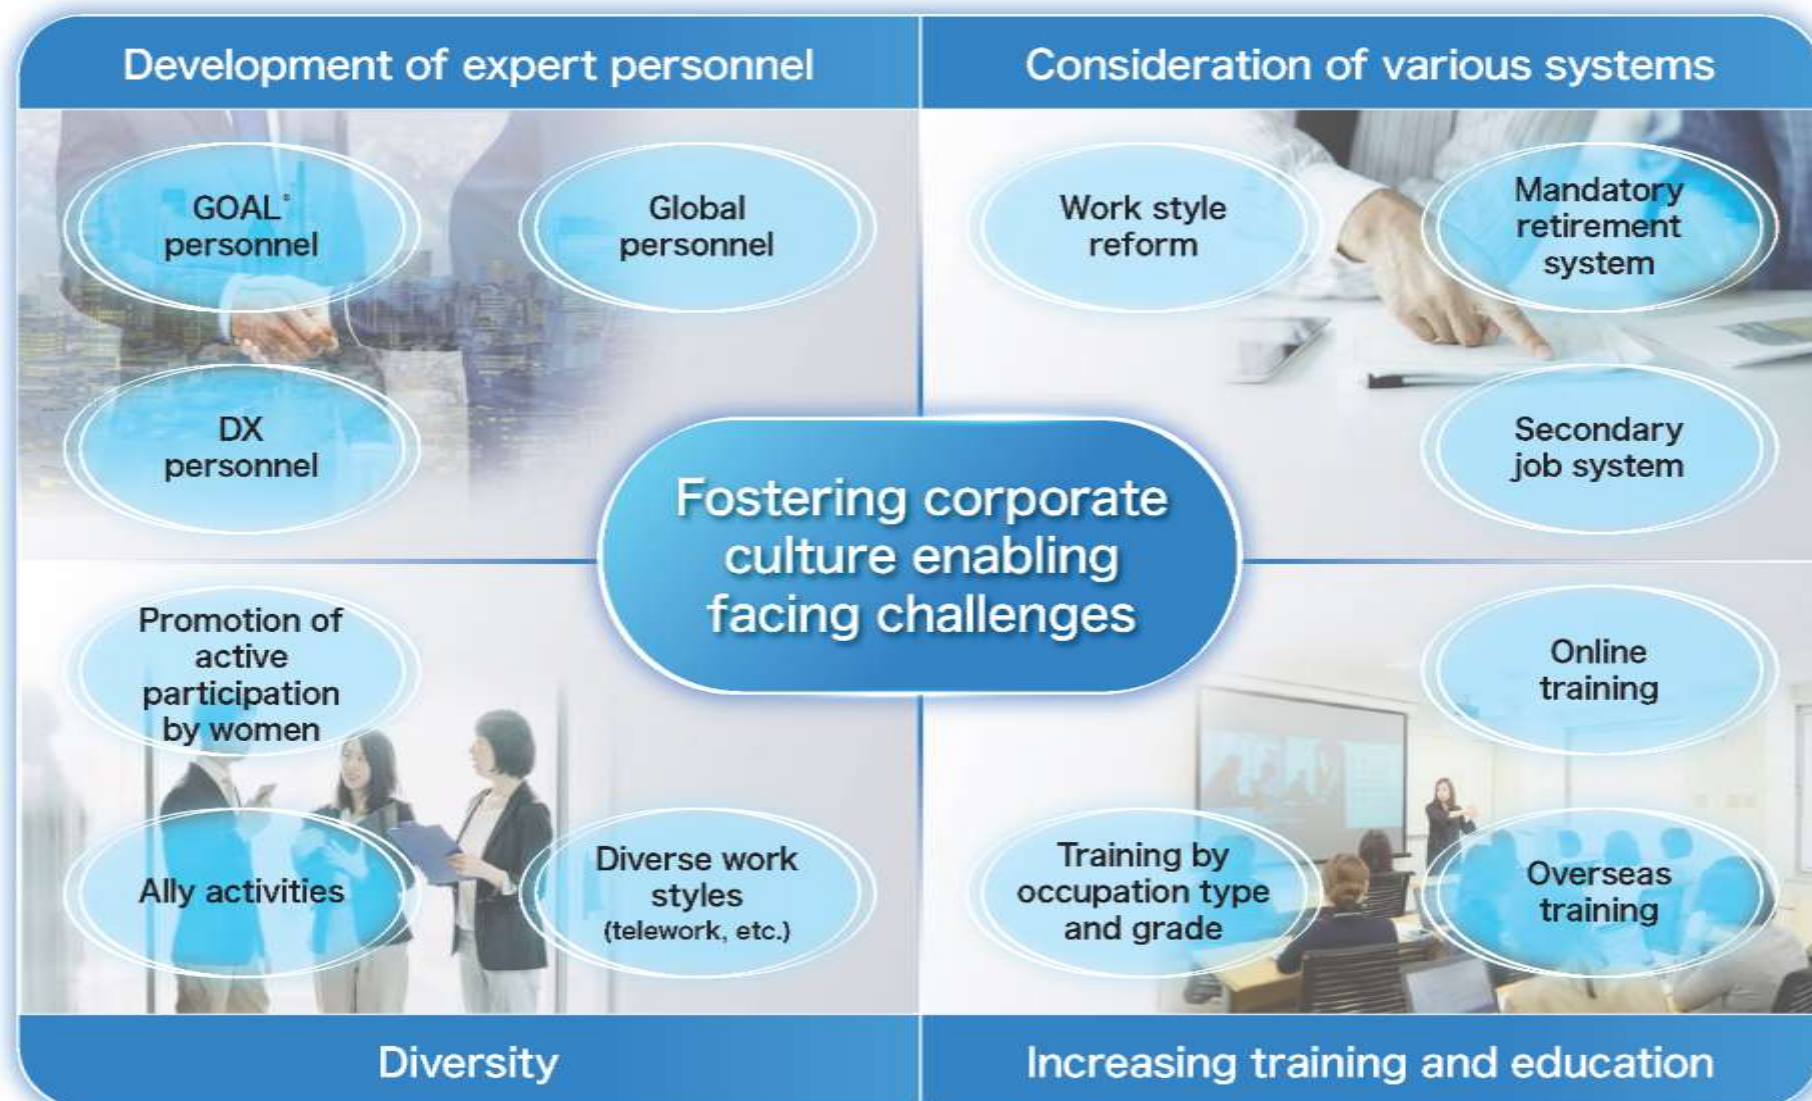 Development of expert personnel
Consideration of various systems
GOAL*
personnel
Global
personnel
DX
personnel
Work style
reform
Mandatory
retirement
system
Secondary
job system
Fostering corporate
culture enabling
facing challenges
Promotion of
active
participation
by women
Ally activities
Diverse work
styles
(telework, etc.)
Online
training
Training by
occupation type
and grade
Overseas
training
Diversity
Increasing training and education